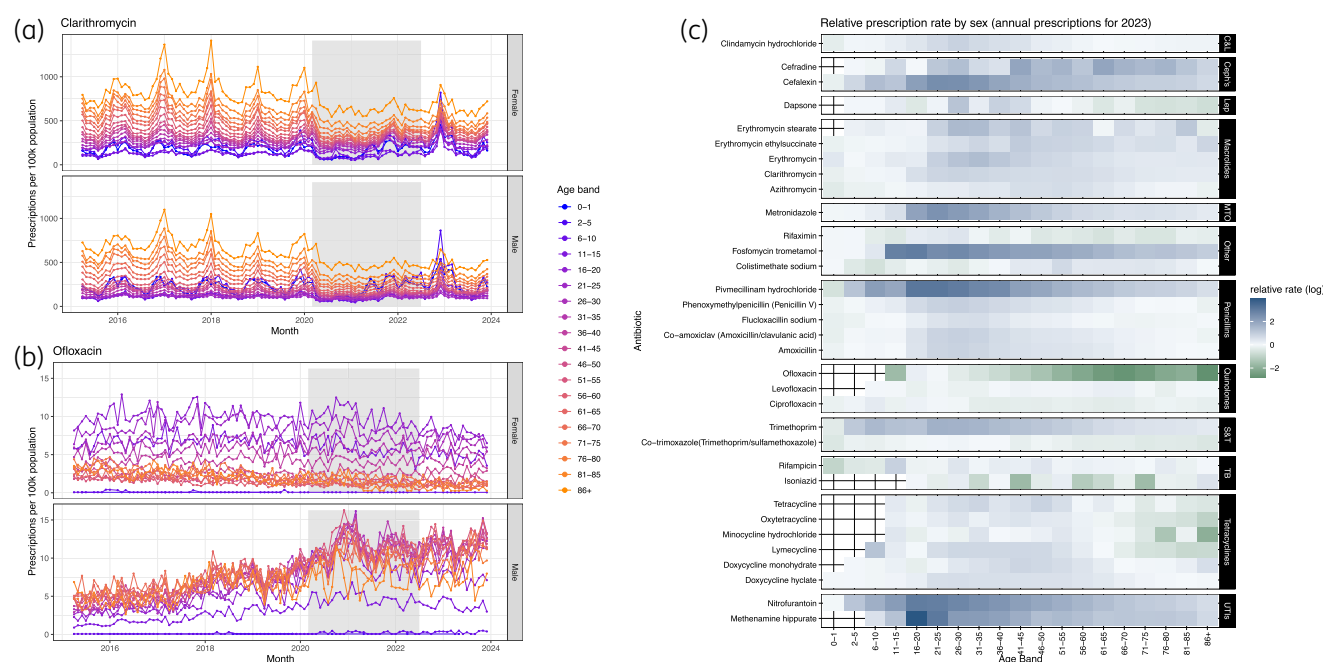 (a)
Clarithromycin
Prescriptions per 100k population
1000
500
0
Female
1000
500
0
Male
2016
2018
2020
2022
2024
Month
(b)
Ofloxacin
Prescriptions per 100k population
15
10
5
0
Female
15
10
5
0
Male
2016
2018
2020
2022
2024
Month
Age band
0–1
2–5
6–10
11–15
16–20
21–25
26–30
31–35
36–40
41–45
46–50
51–55
56–60
61–65
66–70
71–75
76–80
81–85
86+
(c)
Relative prescription rate by sex (annual prescriptions for 2023)
Antibiotic
Clindamycin hydrochloride
C&L
Cefradine
Cefalexin
Ceph's
Dapsone
Lep
Erythromycin stearate
Erythromycin ethylsuccinate
Erythromycin
Clarithromycin
Azithromycin
Macrolides
Metronidazole
MTO
Rifaximin
Fosfomycin trometamol
Colistimethate sodium
Other
Pivmecillinam hydrochloride
Phenoxymethylpenicillin (Penicillin V)
Flucloxacillin sodium
Co–amoxiclav (Amoxicillin/clavulanic acid)
Amoxicillin
Penicillins
Ofloxacin
Levofloxacin
Ciprofloxacin
Quinolones
Trimethoprim
Co–trimoxazole(Trimethoprim/sulfamethoxazole)
S&T
Rifampicin
Isoniazid
TB
Tetracycline
Oxytetracycline
Minocycline hydrochloride
Lymecycline
Doxycycline monohydrate
Doxycycline hyclate
Tetracyclines
Nitrofurantoin
Methenamine hippurate
UTIs
0–1
2–5
6–10
11–15
16–20
21–25
26–30
31–35
36–40
41–45
46–50
51–55
56–60
61–65
66–70
71–75
76–80
81–85
86+
Age Band
relative rate (log)
2
0
−2